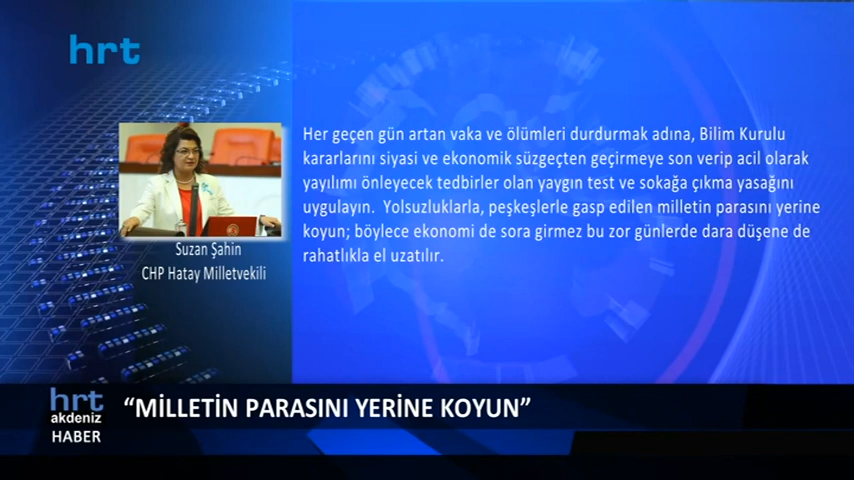 hrt
Her geçen gün artan vaka ve ölümleri durdurmak adına, Bilim Kurulu
kararlarını siyasi ve ekonomik süzgeçten geçirmeye son verip acil olarak
yayılımı önleyecek tedbirler olan yaygın test ve sokağa çıkma yasağını
uygulayın. Yolsuzluklarla, peşkeşlerle gasp edilen milletin parasını yerine
koyun; böylece ekonomi de sora girmez bu zor günlerde dara düşene de
rahatlıkla el uzatılır.
Suzan Şahin
CHP Hatay Milletvekili
hrt
akdeniz
HABER
“MİLLETİN PARASINI YERİNE KOYUN”